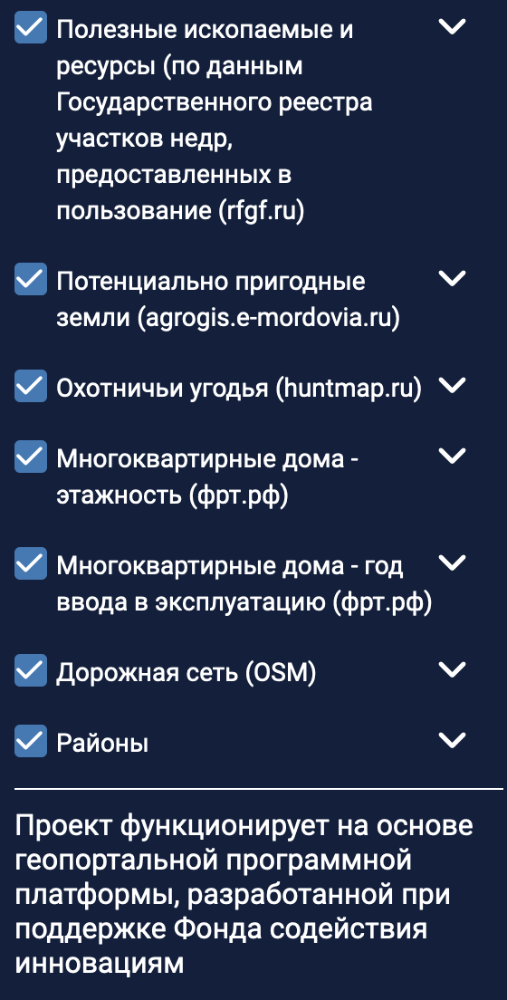 Полезные ископаемые и
ресурсы (по данным
Государственного реестра
участков недр,
предоставленных в
пользование (rfgf.ru)
Потенциально пригодные
земли (agrogis.e-mordovia.ru)
Охотничьи угодья (huntmap.ru)
Многоквартирные дома -
этажность (фрт.рф)
Многоквартирные дома - год
ввода в эксплуатацию (фрт.рф)
Дорожная сеть (OSM)
Районы
Проект функционирует на основе
геопортальной программной
платформы, разработанной при
поддержке Фонда содействия
инновациям